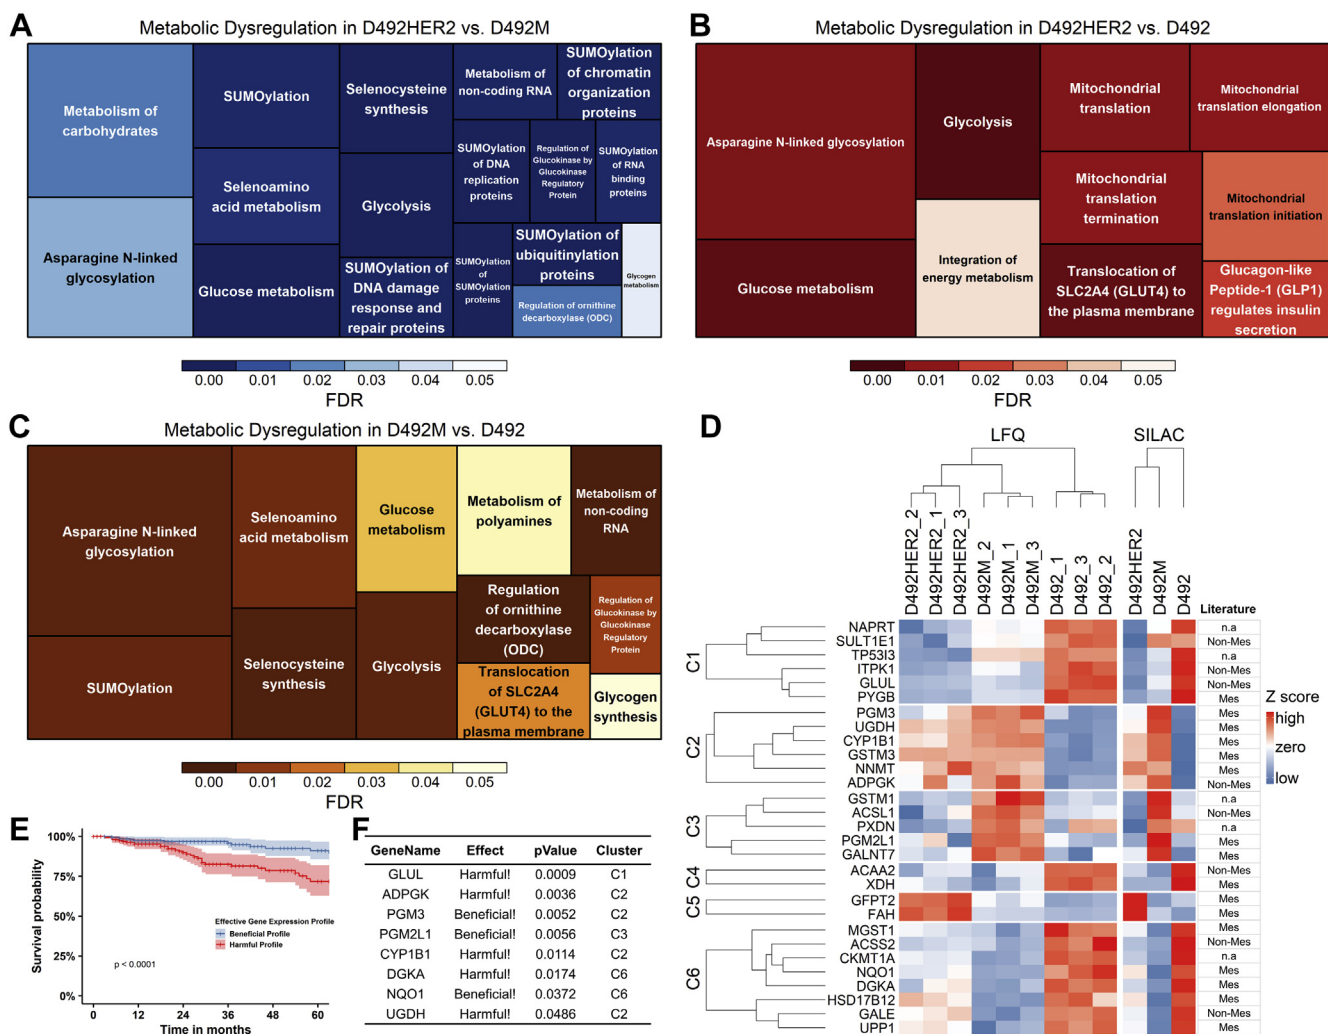 A
Metabolic Dysregulation in D492HER2 vs. D492M
Metabolism of
carbohydrates
Asparagine N-linked
glycosylation
SUMOylation
Selenoamino
acid metabolism
Glucose metabolism
Selenocysteine
synthesis
Glycolysis
SUMOylation of
DNA damage
response and
repair proteins
Metabolism of
non-coding RNA
SUMOylation
of chromatin
organization
proteins
SUMOylation
of DNA
replication
proteins
Regulation of
Glucokinase by
Glucokinase
Regulatory
Protein
SUMOylation
of RNA
binding
proteins
SUMOylation
of
SUMOylation
proteins
SUMOylation of
ubiquitinylation
proteins
Regulation of ornithine
decarboxylase (ODC)
Glycogen
metabolism
0.00 0.01 0.02 0.03 0.04 0.05
FDR
B
Metabolic Dysregulation in D492HER2 vs. D492
Asparagine N-linked glycosylation
Glucose metabolism
Glycolysis
Integration of
energy metabolism
Mitochondrial
translation
Mitochondrial
translation elongation
Mitochondrial
translation
termination
Mitochondrial
translation initiation
Translocation of
SLC2A4 (GLUT4) to
the plasma membrane
Glucagon-like
Peptide-1 (GLP1)
regulates insulin
secretion
0.00 0.01 0.02 0.03 0.04 0.05
FDR
C
Metabolic Dysregulation in D492M vs. D492
Asparagine N-linked
glycosylation
SUMOylation
Selenoamino
acid metabolism
Selenocysteine
synthesis
Glucose
metabolism
Glycolysis
Metabolism of
polyamines
Metabolism of
non-coding
RNA
Regulation
of ornithine
decarboxylase
(ODC)
Regulation of
Glucokinase by
Glucokinase
Regulatory
Protein
Translocation
of SLC2A4
(GLUT4) to the
plasma membrane
Glycogen
synthesis
0.00 0.01 0.02 0.03 0.04 0.05
FDR
D
LFQ SILAC
D492HER2_2 D492HER2_1 D492HER2_3 D492M_2 D492M_1 D492M_3 D492_1 D492_3 D492_2 D492HER2 D492M D492 Literature
C1
NAPRT n.a
SULT1E1 Non-Mes
TP53I3 n.a
ITPK1 Non-Mes
GLUL Non-Mes
PYGB Mes
C2
PGM3 Mes
UGDH Mes
CYP1B1 Mes
GSTM3 Mes
NNMT Mes
ADPGK Non-Mes
C3
GSTM1 n.a
ACSL1 Non-Mes
PXDN n.a
PGM2L1 Mes
GALNT7 Mes
C4
ACAA2 Non-Mes
XDH Mes
C5
GFPT2 Mes
FAH Mes
C6
MGST1 Mes
ACSS2 Non-Mes
CKMT1A n.a
NQO1 Mes
DGKA Mes
HSD17B12 Mes
GALE Non-Mes
UPP1 Mes
Z score
high
zero
low
E
Survival probability
100%
75%
50%
25%
0%
Effective Gene Expression Profile
Beneficial Profile
Harmful Profile
p < 0.0001
0 12 24 36 48 60
Time in months
F
GeneName Effect pValue Cluster
GLUL Harmful! 0.0009 C1
ADPGK Harmful! 0.0036 C2
PGM3 Beneficial! 0.0052 C2
PGM2L1 Beneficial! 0.0056 C3
CYP1B1 Harmful! 0.0114 C2
DGKA Harmful! 0.0174 C6
NQO1 Beneficial! 0.0372 C6
UGDH Harmful! 0.0486 C2